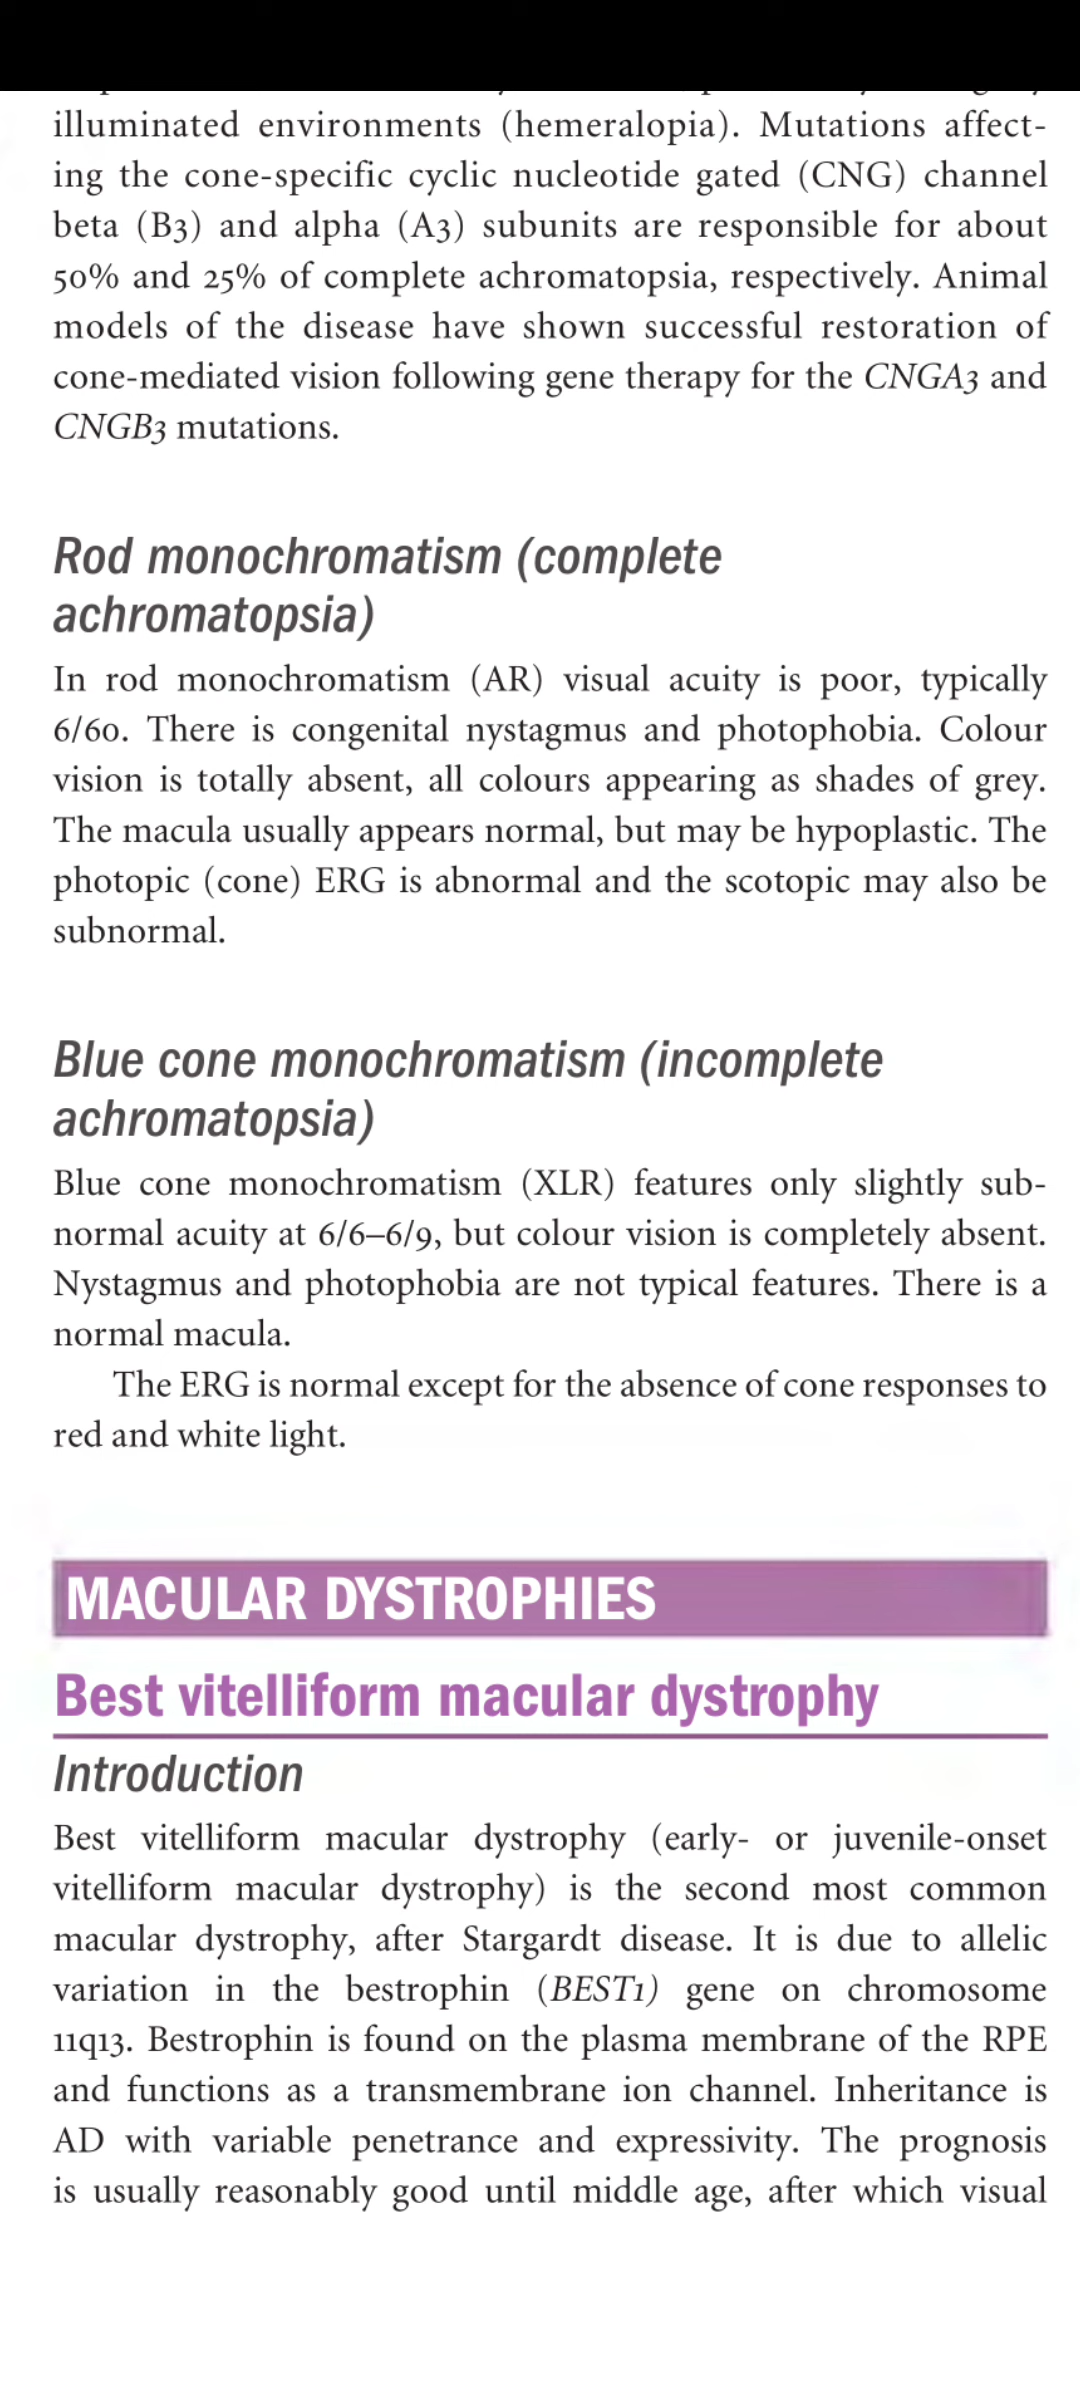 illuminated environments (hemeralopia). Mutations affect-
ing the cone-specific cyclic nucleotide gated (CNG) channel
beta (B3) and alpha (A3) subunits are responsible for about
50% and 25% of complete achromatopsia, respectively. Animal
models of the disease have shown successful restoration of
cone-mediated vision following gene therapy for the CNGA3 and
CNGB3 mutations.
Rod monochromatism (complete
achromatopsia)
In rod monochromatism (AR) visual acuity is poor, typically
6/60. There is congenital nystagmus and photophobia. Colour
vision is totally absent, all colours appearing as shades of grey.
The macula usually appears normal, but may be hypoplastic. The
photopic (cone) ERG is abnormal and the scotopic may also be
subnormal.
Blue cone monochromatism (incomplete
achromatopsia)
Blue cone monochromatism (XLR) features only slightly sub-
normal acuity at 6/6–6/9, but colour vision is completely absent.
Nystagmus and photophobia are not typical features. There is a
normal macula.
The ERG is normal except for the absence of cone responses to
red and white light.
MACULAR DYSTROPHIES
Best vitelliform macular dystrophy
Introduction
Best vitelliform macular dystrophy (early- or juvenile-onset
vitelliform macular dystrophy) is the second most common
macular dystrophy, after Stargardt disease. It is due to allelic
variation in the bestrophin (BEST1) gene on chromosome
11q13. Bestrophin is found on the plasma membrane of the RPE
and functions as a transmembrane ion channel. Inheritance is
AD with variable penetrance and expressivity. The prognosis
is usually reasonably good until middle age, after which visual